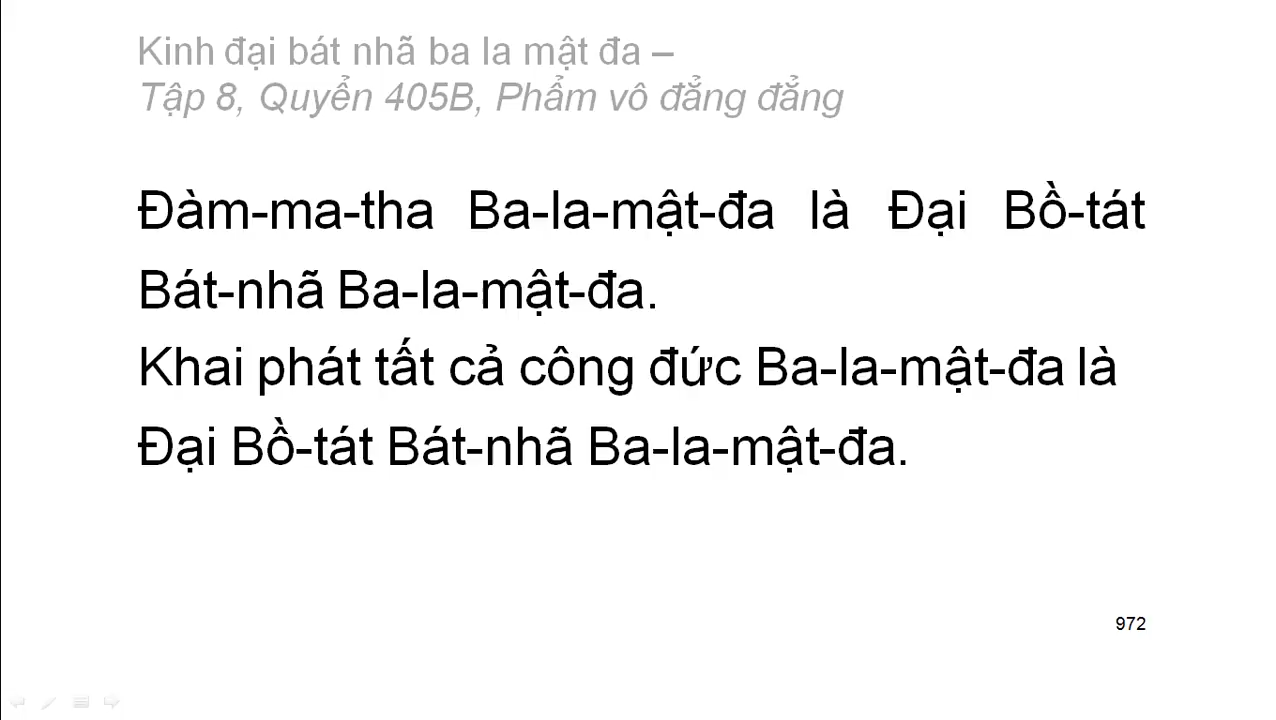 Kinh đại bát nhã ba la mật đa –
Tập 8, Quyển 405B, Phẩm vô đẳng đẳng
Đàm-ma-tha Ba-la-mật-đa là Đại Bồ-tát
Bát-nhã Ba-la-mật-đa.
Khai phát tất cả công đức Ba-la-mật-đa là
Đại Bồ-tát Bát-nhã Ba-la-mật-đa.
972